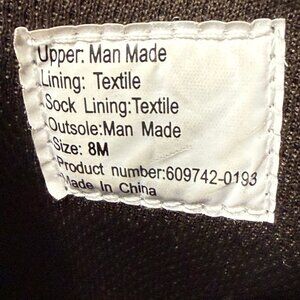 Upper: Man Made
Lining: Textile
Sock Lining:Textile
Outsole:Man Made
Size: 8M
Product number:609742-0193
Made In China